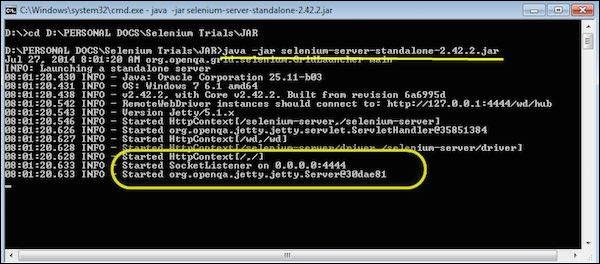 C:\Windows\system32\cmd.exe - java -jar selenium-server-standalone-2.42.2.jar
D:\>cd D:\PERSONAL DOCS\Selenium Trials\JAR
D:\PERSONAL DOCS\Selenium Trials\JAR>java -jar selenium-server-standalone-2.42.2.jar
Jul 27, 2014 8:01:20 AM org.openqa.grid.selenium.GridLauncher main
INFO: Launching a standalone server
08:01:20.430 INFO - Java: Oracle Corporation 25.11-b03
08:01:20.431 INFO - OS: Windows 7 6.1 amd64
08:01:20.455 INFO - v2.42.2, with Core v2.42.2. Built from revision 6a6995d
08:01:20.542 INFO - RemoteWebDriver instances should connect to: http://127.0.0.1:4444/wd/hub
08:01:20.543 INFO - Version Jetty/5.1.x
08:01:20.546 INFO - Started HttpContext[/selenium-server,/selenium-server]
08:01:20.627 INFO - Started org.openqa.jetty.jetty.servlet.ServletHandler@35851384
08:01:20.628 INFO - Started HttpContext[/wd,/wd]
08:01:20.628 INFO - Started HttpContext[/selenium-server/driver,/selenium-server/driver]
08:01:20.628 INFO - Started HttpContext[/,/]
08:01:20.633 INFO - Started SocketListener on 0.0.0.0:4444
08:01:20.633 INFO - Started org.openqa.jetty.jetty.Server@30dae81